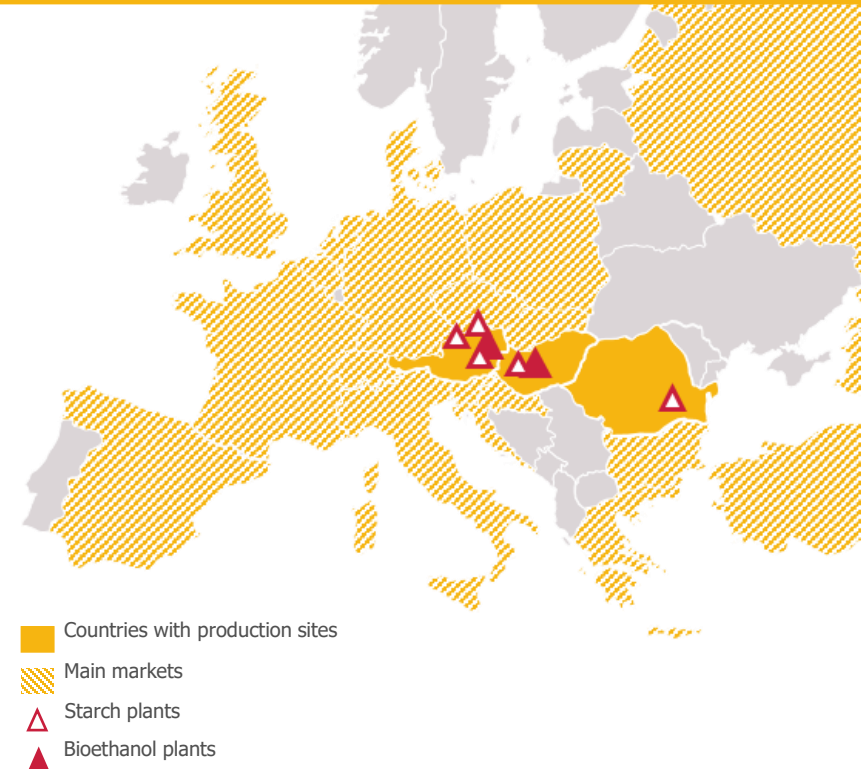 Countries with production sites
Main markets
Starch plants
Bioethanol plants